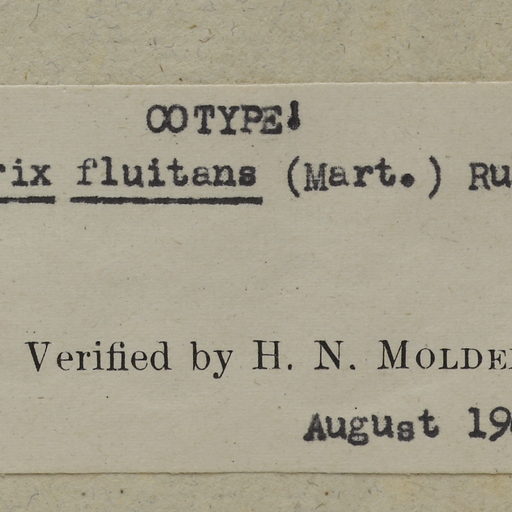 COTYPE!
rix fluitans (Mart.) Ru
Verified by H. N. MOLDE
August 19